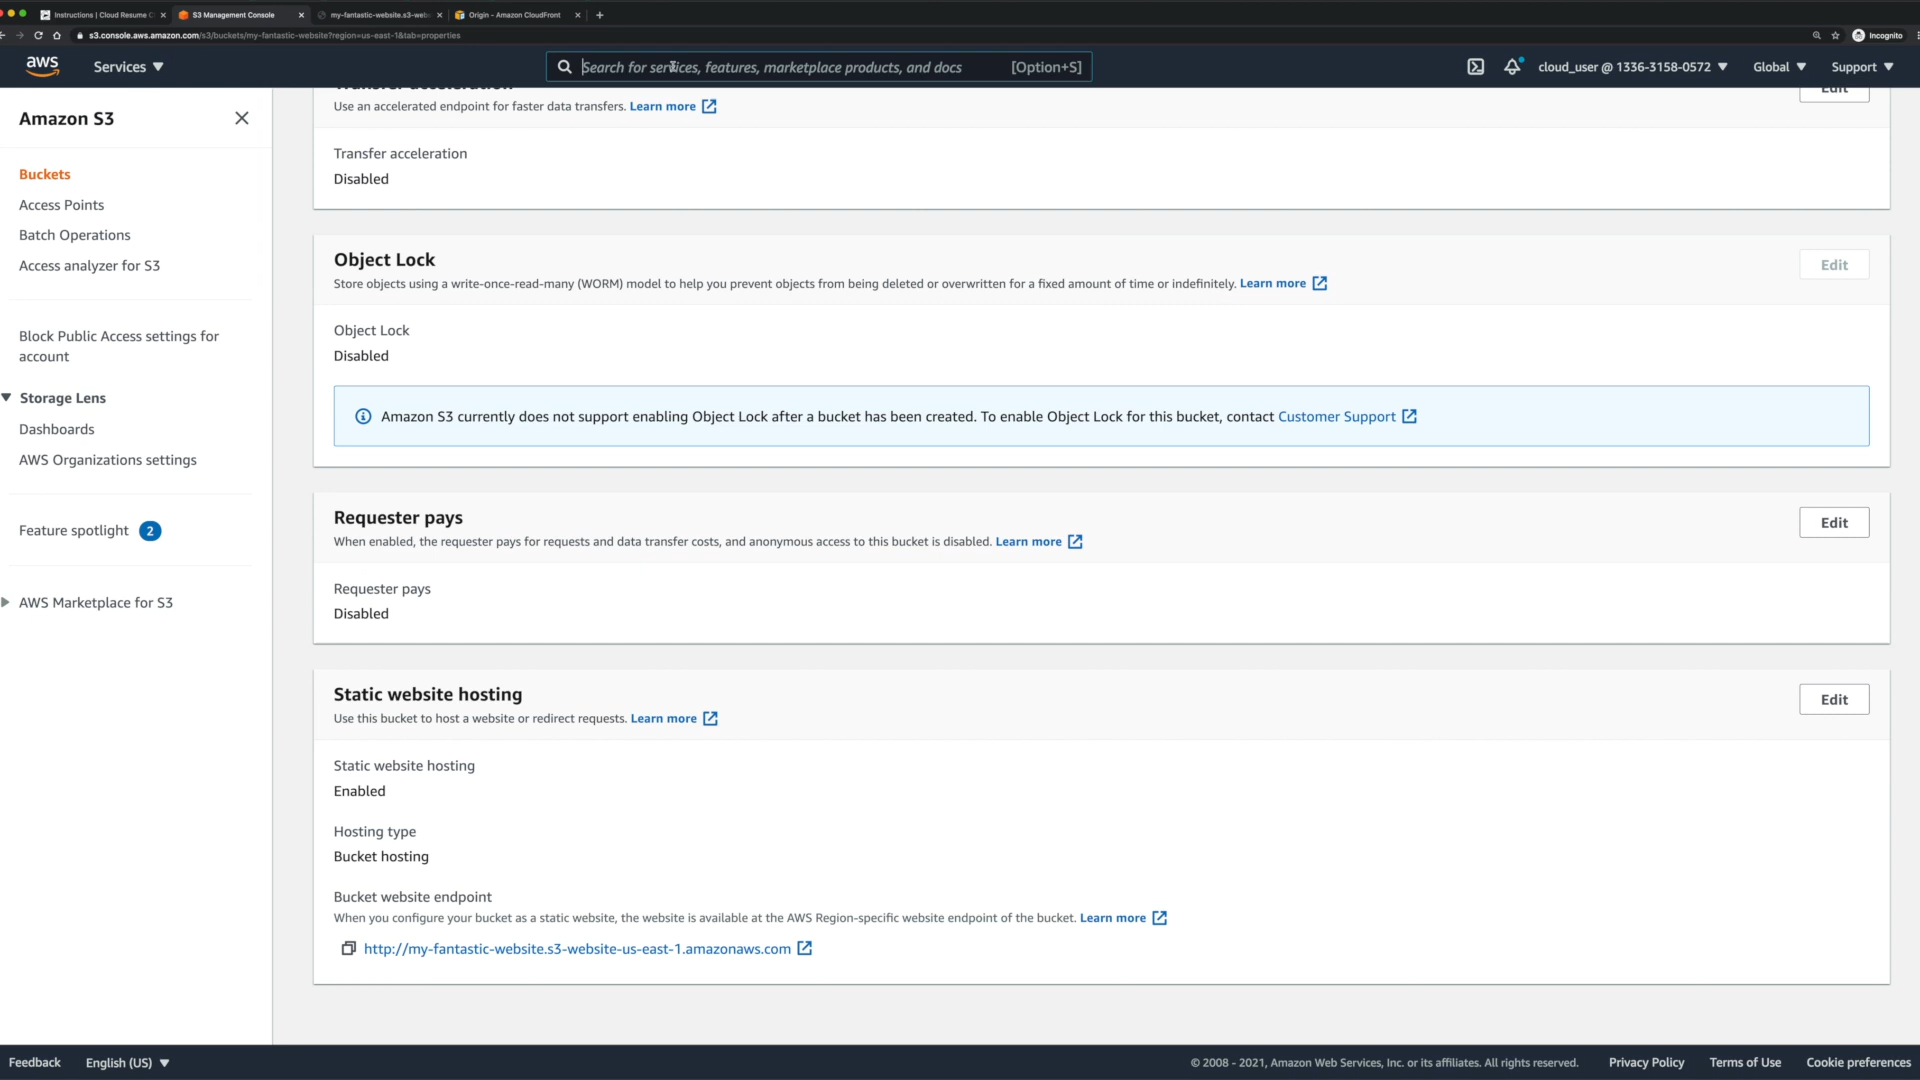 Instructions | Cloud Resume C
S3 Management Console
my-fantastic-website.s3-web
Origin - Amazon CloudFront
s3.console.aws.amazon.com/s3/buckets/my-fantastic-website?region=us-east-1&tab=properties
Incognito
aws
Services
Search for services, features, marketplace products, and docs
[Option+S]
cloud_user @ 1336-3158-0572
Global
Support
Amazon S3
Buckets
Access Points
Batch Operations
Access analyzer for S3
Block Public Access settings for
account
Storage Lens
Dashboards
AWS Organizations settings
Feature spotlight 2
AWS Marketplace for S3
Transfer acceleration
Edit
Use an accelerated endpoint for faster data transfers. Learn more
Transfer acceleration
Disabled
Object Lock
Edit
Store objects using a write-once-read-many (WORM) model to help you prevent objects from being deleted or overwritten for a fixed amount of time or indefinitely. Learn more
Object Lock
Disabled
Amazon S3 currently does not support enabling Object Lock after a bucket has been created. To enable Object Lock for this bucket, contact Customer Support
Requester pays
Edit
When enabled, the requester pays for requests and data transfer costs, and anonymous access to this bucket is disabled. Learn more
Requester pays
Disabled
Static website hosting
Edit
Use this bucket to host a website or redirect requests. Learn more
Static website hosting
Enabled
Hosting type
Bucket hosting
Bucket website endpoint
When you configure your bucket as a static website, the website is available at the AWS Region-specific website endpoint of the bucket. Learn more
http://my-fantastic-website.s3-website-us-east-1.amazonaws.com
Feedback
English (US)
© 2008 - 2021, Amazon Web Services, Inc. or its affiliates. All rights reserved.
Privacy Policy
Terms of Use
Cookie preferences